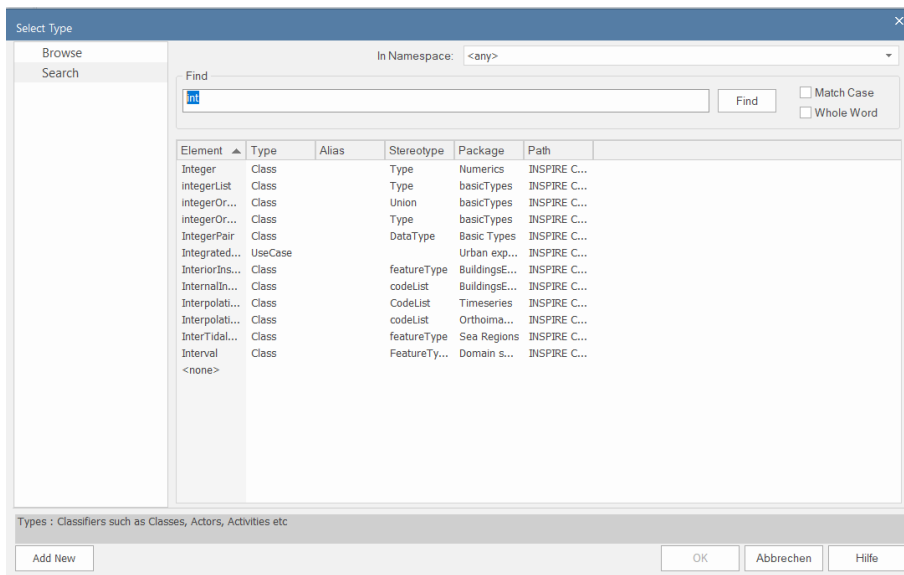 Select Type
Browse
Search
In Namespace: <any>
Find
int
Find
Match Case
Whole Word
Element Type Alias Stereotype Package Path
Integer Class Type Numerics INSPIRE C...
integerList Class Type basicTypes INSPIRE C...
integerOr... Class Union basicTypes INSPIRE C...
integerOr... Class Type basicTypes INSPIRE C...
IntegerPair Class DataType Basic Types INSPIRE C...
Integrated... UseCase Urban exp... INSPIRE C...
InteriorIns... Class featureType BuildingsE... INSPIRE C...
InternalIn... Class codeList BuildingsE... INSPIRE C...
Interpolati... Class CodeList Timeseries INSPIRE C...
Interpolati... Class codeList Orthoima... INSPIRE C...
InterTidal... Class featureType Sea Regions INSPIRE C...
Interval Class FeatureTy... Domain s... INSPIRE C...
<none>
Types : Classifiers such as Classes, Actors, Activities etc
Add New OK Abbrechen Hilfe